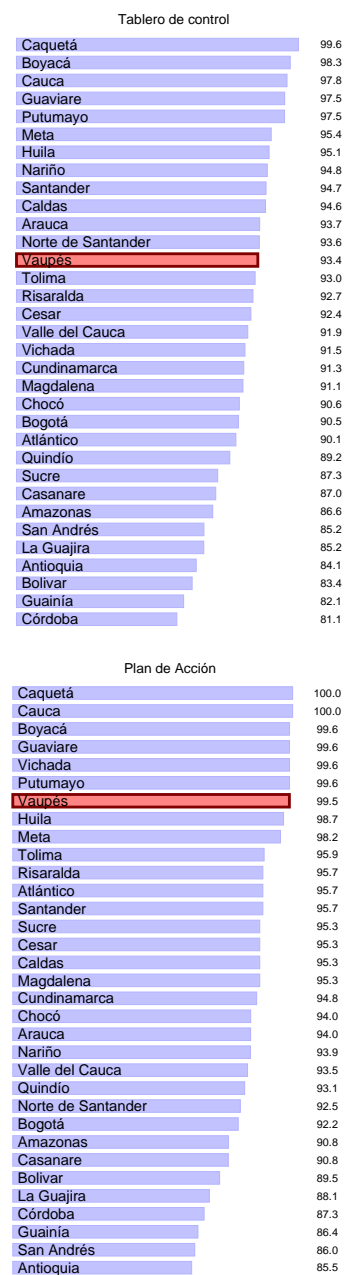 Tablero de control
Caquetá 99.6
Boyacá 98.3
Cauca 97.8
Guaviare 97.5
Putumayo 97.5
Meta 95.4
Huila 95.1
Nariño 94.8
Santander 94.7
Caldas 94.6
Arauca 93.7
Norte de Santander 93.6
Vaupés 93.4
Tolima 93.0
Risaralda 92.7
Cesar 92.4
Valle del Cauca 91.9
Vichada 91.5
Cundinamarca 91.3
Magdalena 91.1
Chocó 90.6
Bogotá 90.5
Atlántico 90.1
Quindío 89.2
Sucre 87.3
Casanare 87.0
Amazonas 86.6
San Andrés 85.2
La Guajira 85.2
Antioquia 84.1
Bolivar 83.4
Guainía 82.1
Córdoba 81.1
Plan de Acción
Caquetá 100.0
Cauca 100.0
Boyacá 99.6
Guaviare 99.6
Vichada 99.6
Putumayo 99.6
Vaupés 99.5
Huila 98.7
Meta 98.2
Tolima 95.9
Risaralda 95.7
Atlántico 95.7
Santander 95.7
Sucre 95.3
Cesar 95.3
Caldas 95.3
Magdalena 95.3
Cundinamarca 94.8
Chocó 94.0
Arauca 94.0
Nariño 93.9
Valle del Cauca 93.5
Quindío 93.1
Norte de Santander 92.5
Bogotá 92.2
Amazonas 90.8
Casanare 90.8
Bolivar 89.5
La Guajira 88.1
Córdoba 87.3
Guainía 86.4
San Andrés 86.0
Antioquia 85.5